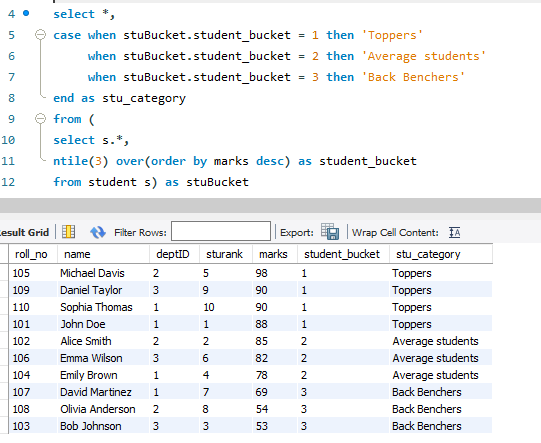 4 select *,
5 case when stuBucket.student_bucket = 1 then 'Toppers'
6 when stuBucket.student_bucket = 2 then 'Average students'
7 when stuBucket.student_bucket = 3 then 'Back Benchers'
8 end as stu_category
9 from (
10 select s.*,
11 ntile(3) over(order by marks desc) as student_bucket
12 from student s) as stuBucket
esult Grid Filter Rows: Export: Wrap Cell Content: IA
roll_no name deptID sturank marks student_bucket stu_category
105 Michael Davis 2 5 98 1 Toppers
109 Daniel Taylor 3 9 90 1 Toppers
110 Sophia Thomas 1 10 90 1 Toppers
101 John Doe 1 1 88 1 Toppers
102 Alice Smith 2 2 85 2 Average students
106 Emma Wilson 3 6 82 2 Average students
104 Emily Brown 1 4 78 2 Average students
107 David Martinez 1 7 69 3 Back Benchers
108 Olivia Anderson 2 8 54 3 Back Benchers
103 Bob Johnson 3 3 53 3 Back Benchers